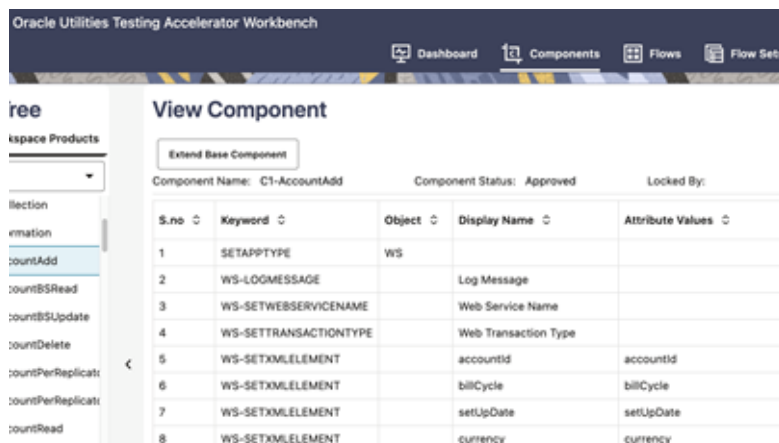 Oracle Utilities Testing Accelerator Workbench
Dashboard Components Flows Flow Set
Tree
View Component
kspace Products
Extend Base Component
Component Name: C1-AccountAdd Component Status: Approved Locked By:
llection
S.no Keyword Object Display Name Attribute Values
ormation
1 SETAPPTYPE WS
countAdd
2 WS-LOGMESSAGE Log Message
countBSRead
3 WS-SETWEBSERVICENAME Web Service Name
countBSUpdate
4 WS-SETTRANSACTIONTYPE Web Transaction Type
countDelete
5 WS-SETXMLELEMENT accountId accountId
countPerReplicato
6 WS-SETXMLELEMENT billCycle billCycle
countPerReplicato
7 WS-SETXMLELEMENT setUpDate setUpDate
countRead
8 WS-SETXMLELEMENT currency currency